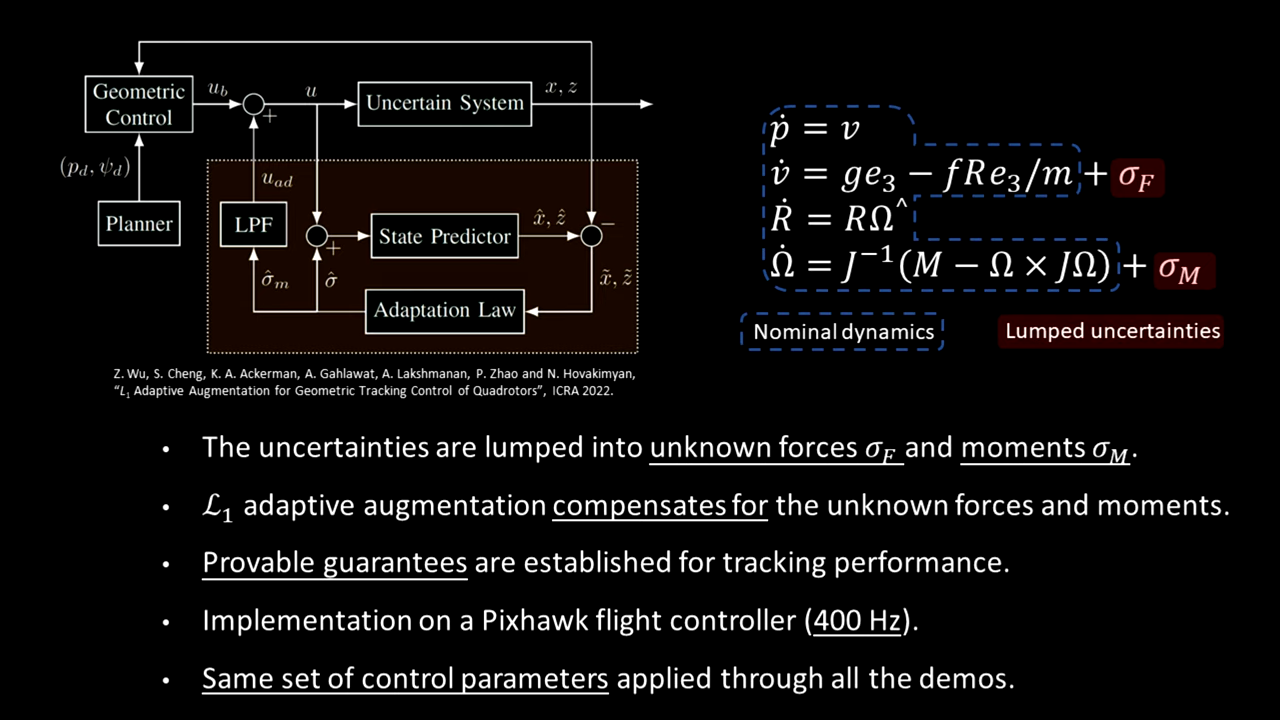 Geometric
Control
u_b
+
u
Uncertain System
x, z
(p_d, ψ_d)
u_ad
Planner
LPF
+
State Predictor
x̂, ẑ
−
σ̂_m
σ̂
x̃, z̃
Adaptation Law
Z. Wu, S. Cheng, K. A. Ackerman, A. Gahlawat, A. Lakshmanan, P. Zhao and N. Hovakimyan,
“L₁ Adaptive Augmentation for Geometric Tracking Control of Quadrotors”, ICRA 2022.
ṗ = v
v̇ = ge₃ − fRe₃/m + σ_F
Ṙ = RΩ^
Ω̇ = J⁻¹(M − Ω × JΩ) + σ_M
Nominal dynamics
Lumped uncertainties
• The uncertainties are lumped into unknown forces σ_F and moments σ_M.
• ℒ₁ adaptive augmentation compensates for the unknown forces and moments.
• Provable guarantees are established for tracking performance.
• Implementation on a Pixhawk flight controller (400 Hz).
• Same set of control parameters applied through all the demos.